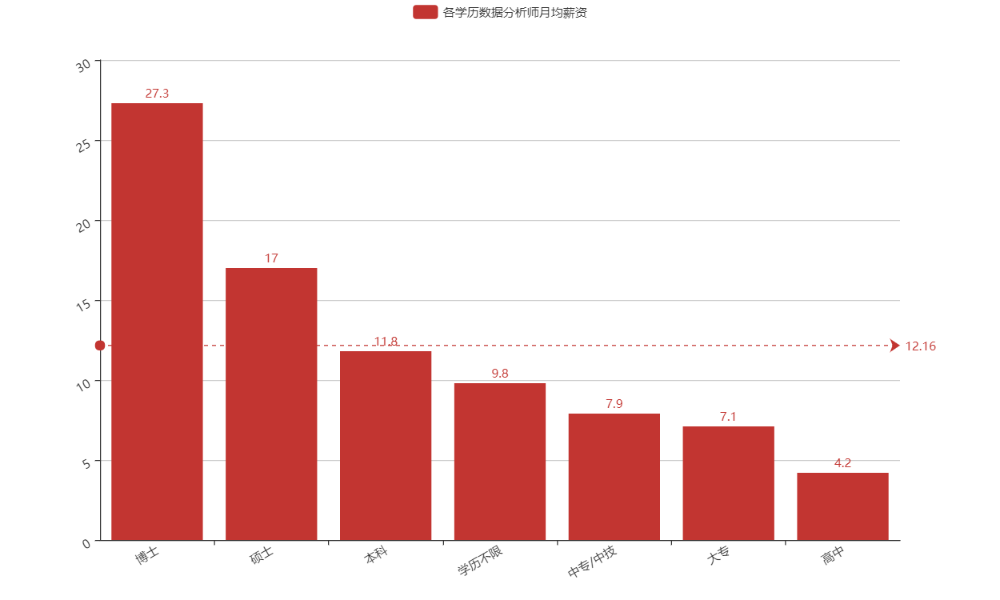 各学历数据分析师月均薪资
30
25
20
15
10
5
0
27.3
17
11.8
9.8
7.9
7.1
4.2
12.16
博士
硕士
本科
学历不限
中专/中技
大专
高中